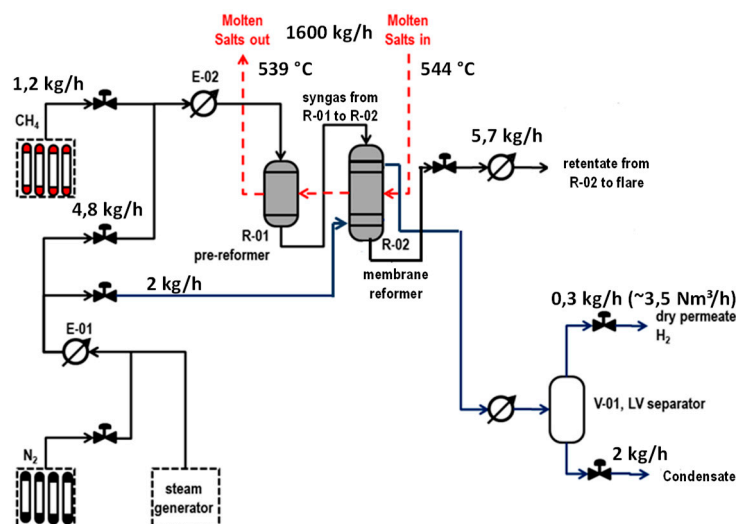 Molten
Salts out
1600 kg/h
Molten
Salts in
539 °C
544 °C
1,2 kg/h
E-02
CH₄
syngas from
R-01 to R-02
5,7 kg/h
retentate from
R-02 to flare
4,8 kg/h
R-01
pre-reformer
R-02
membrane
reformer
2 kg/h
E-01
0,3 kg/h (~3,5 Nm³/h)
dry permeate
H₂
V-01, LV separator
N₂
steam
generator
2 kg/h
Condensate